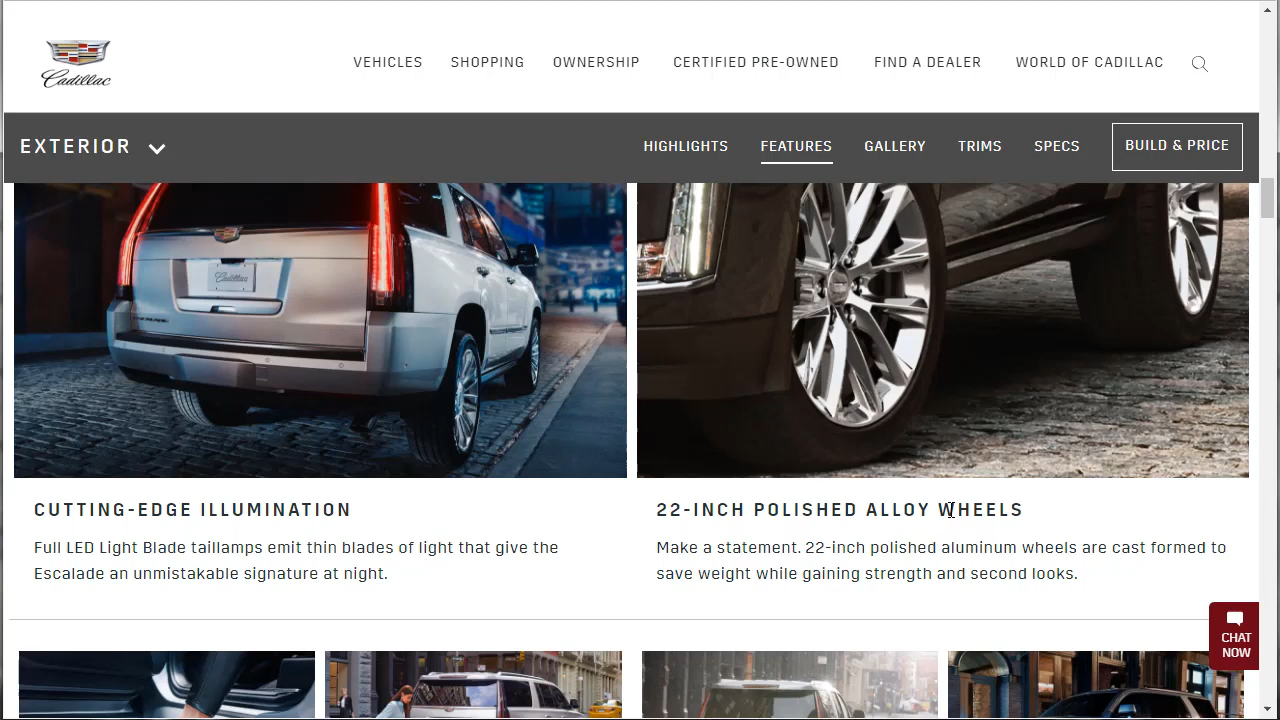 Cadillac
VEHICLES SHOPPING OWNERSHIP CERTIFIED PRE-OWNED FIND A DEALER WORLD OF CADILLAC
EXTERIOR HIGHLIGHTS FEATURES GALLERY TRIMS SPECS BUILD & PRICE
Cadillac
CUTTING-EDGE ILLUMINATION
Full LED Light Blade taillamps emit thin blades of light that give the
Escalade an unmistakable signature at night.
22-INCH POLISHED ALLOY WHEELS
Make a statement. 22-inch polished aluminum wheels are cast formed to
save weight while gaining strength and second looks.
CHAT
NOW